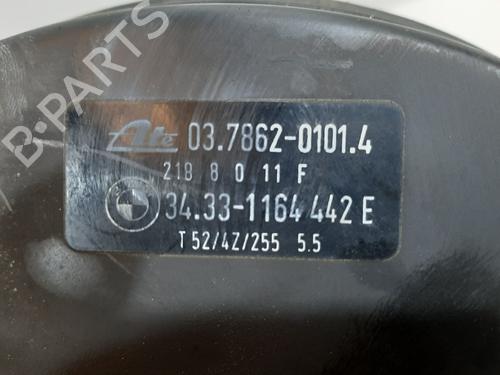 B-PARTS
Ate 03.7862-0101.4
218 8 0 11 F
34.33-1164 442 E
T 52/4Z/255 5.5